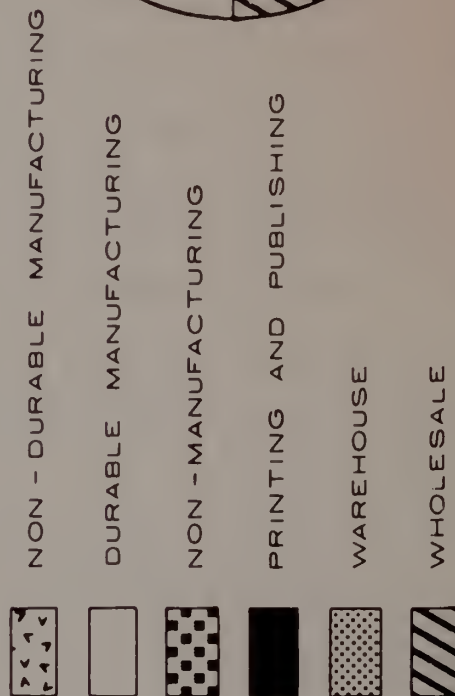 NON - DURABLE MANUFACTURING
DURABLE MANUFACTURING
NON - MANUFACTURING
PRINTING AND PUBLISHING
WAREHOUSE
WHOLESALE